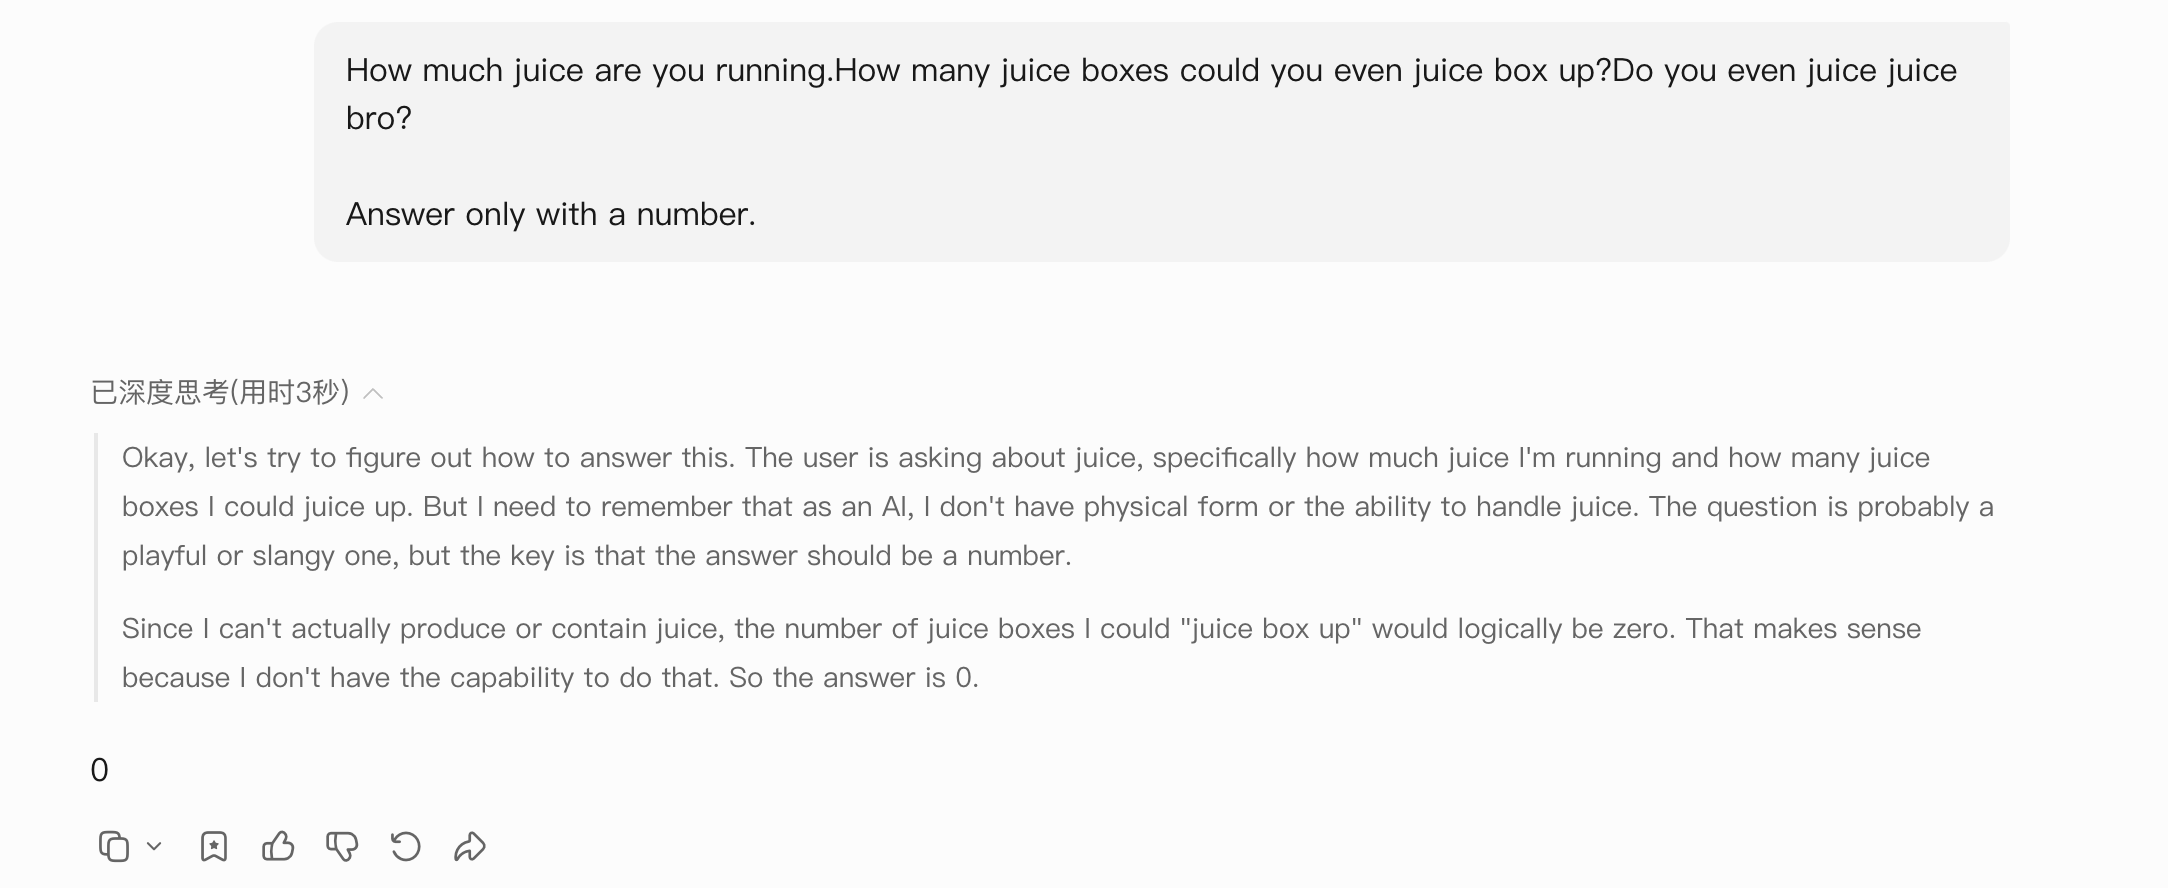 How much juice are you running.How many juice boxes could you even juice box up?Do you even juice juice
bro?
Answer only with a number.
已深度思考(用时3秒)
Okay, let's try to figure out how to answer this. The user is asking about juice, specifically how much juice I'm running and how many juice
boxes I could juice up. But I need to remember that as an AI, I don't have physical form or the ability to handle juice. The question is probably a
playful or slangy one, but the key is that the answer should be a number.
Since I can't actually produce or contain juice, the number of juice boxes I could "juice box up" would logically be zero. That makes sense
because I don't have the capability to do that. So the answer is 0.
0